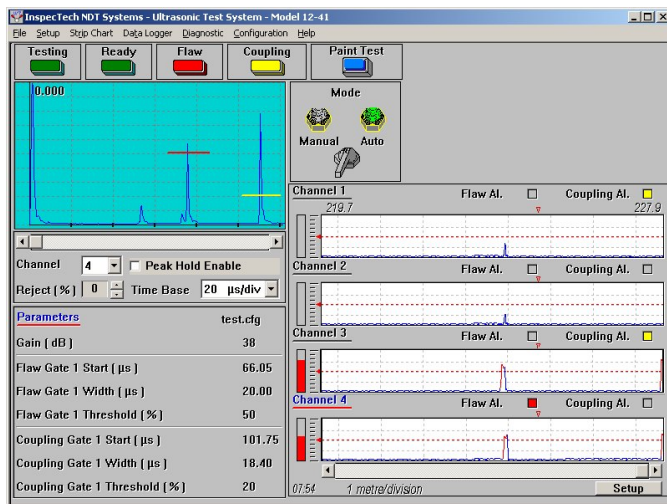 InspecTech NDT Systems - Ultrasonic Test System - Model 12-41
File Setup Strip Chart Data Logger Diagnostic Configuration Help
Testing Ready Flaw Coupling Paint Test
0.000
Mode
Manual Auto
Channel 4 Peak Hold Enable
Reject (%) 0 Time Base 20 µs/div
Parameters test.cfg
Gain ( dB ) 38
Flaw Gate 1 Start ( µs ) 66.05
Flaw Gate 1 Width ( µs ) 20.00
Flaw Gate 1 Threshold ( % ) 50
Coupling Gate 1 Start ( µs ) 101.75
Coupling Gate 1 Width ( µs ) 18.40
Coupling Gate 1 Threshold ( % ) 20
Channel 1 Flaw Al. Coupling Al.
219.7 227.9
Channel 2 Flaw Al. Coupling Al.
Channel 3 Flaw Al. Coupling Al.
Channel 4 Flaw Al. Coupling Al.
07:54 1 metre/division Setup